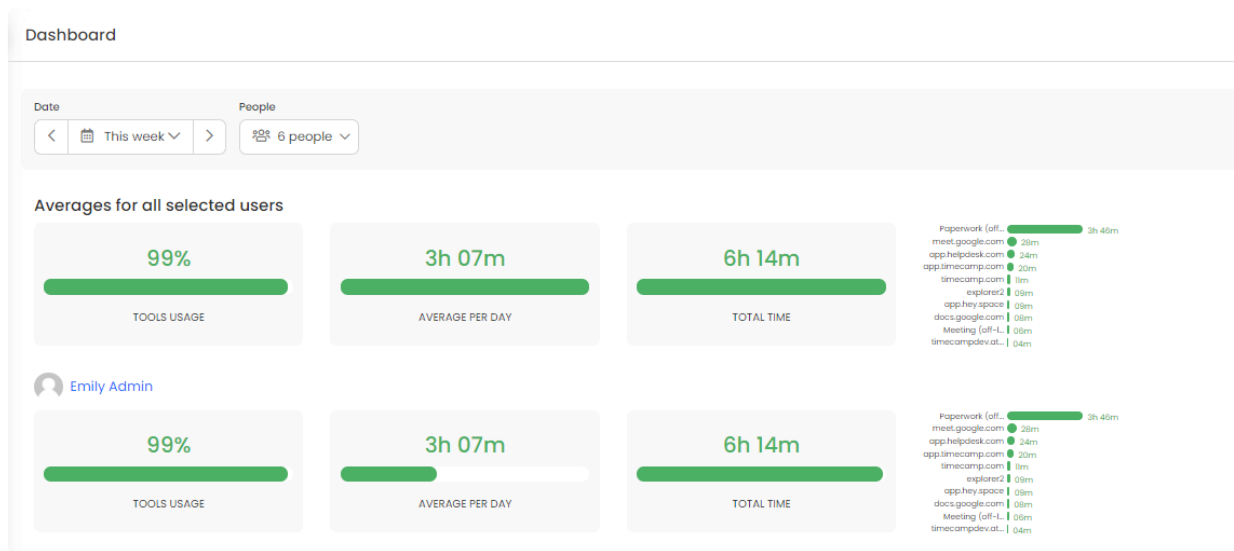 Dashboard
Date
People
This week
6 people
Averages for all selected users
99%
TOOLS USAGE
3h 07m
AVERAGE PER DAY
6h 14m
TOTAL TIME
Paperwork (off... 3h 46m
meet.google.com 28m
app.helpdesk.com 24m
app.timecamp.com 20m
timecamp.com 11m
explorer2 09m
app.hey.space 09m
docs.google.com 08m
Meeting (off-l... 06m
timecampdev.at... 04m
Emily Admin
99%
TOOLS USAGE
3h 07m
AVERAGE PER DAY
6h 14m
TOTAL TIME
Paperwork (off... 3h 46m
meet.google.com 28m
app.helpdesk.com 24m
app.timecamp.com 20m
timecamp.com 11m
explorer2 09m
app.hey.space 09m
docs.google.com 08m
Meeting (off-l... 06m
timecampdev.at... 04m